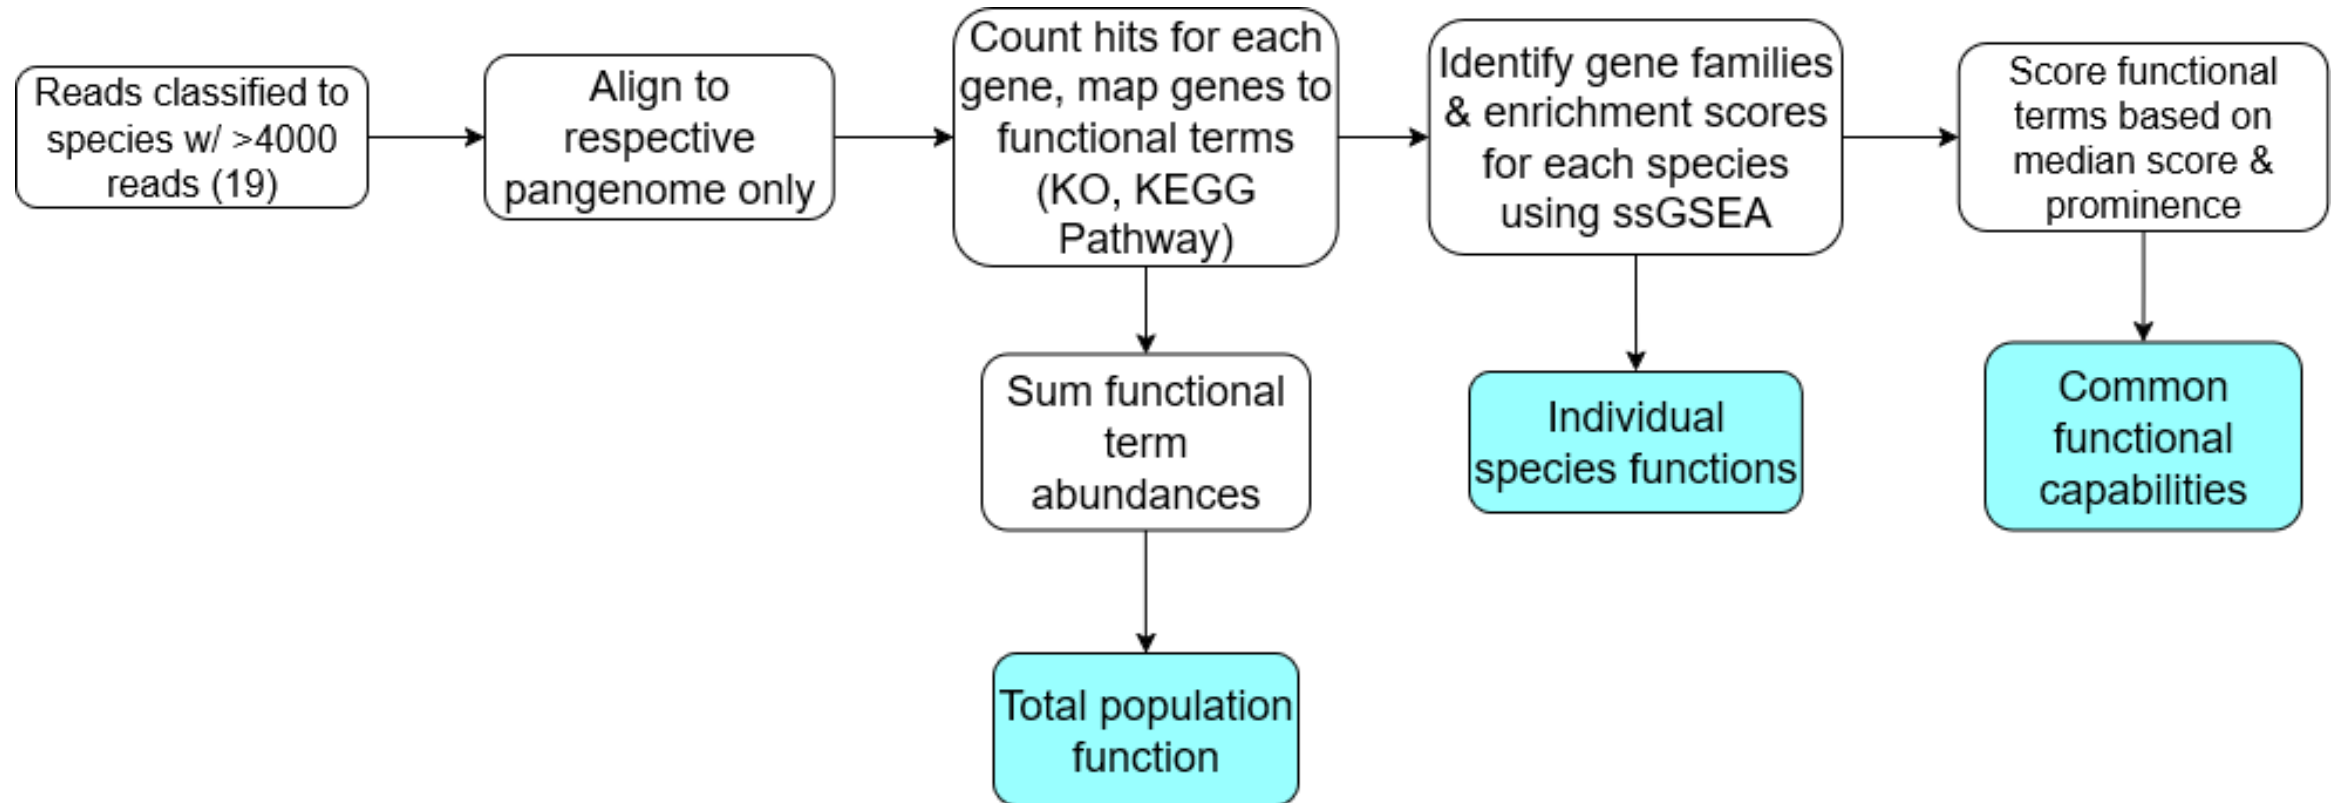 Reads classified to
species w/ >4000
reads (19)
Align to
respective
pangenome only
Count hits for each
gene, map genes to
functional terms
(KO, KEGG
Pathway)
Identify gene families
& enrichment scores
for each species
using ssGSEA
Score functional
terms based on
median score &
prominence
Sum functional
term
abundances
Individual
species functions
Common
functional
capabilities
Total population
function